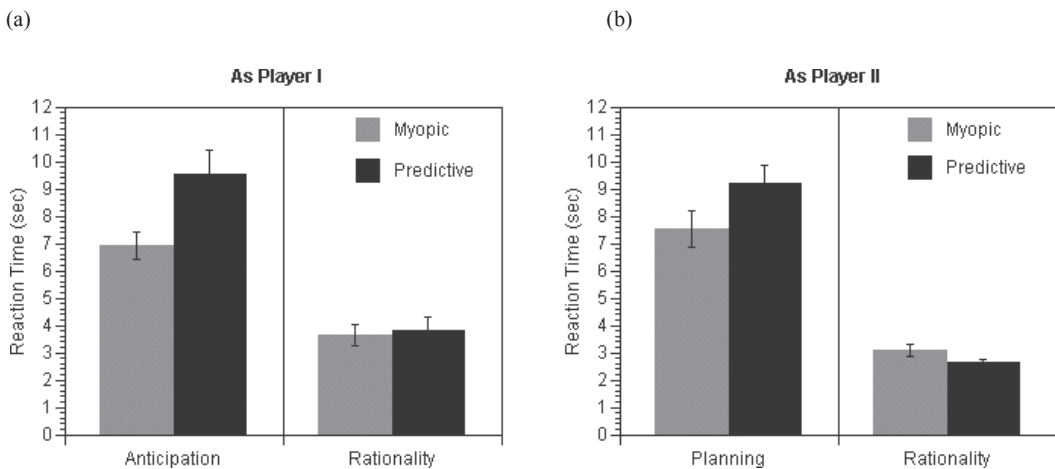 (a)
As Player I
Reaction Time (sec)
12
11
10
9
8
7
6
5
4
3
2
1
0
Myopic
Predictive
Anticipation
Rationality
(b)
As Player II
Reaction Time (sec)
12
11
10
9
8
7
6
5
4
3
2
1
0
Myopic
Predictive
Planning
Rationality